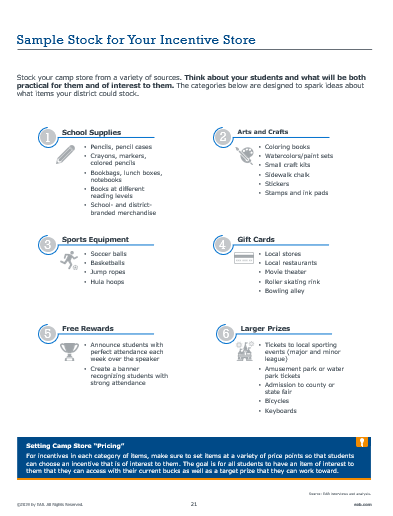 Sample Stock for Your Incentive Store
Stock your camp store from a variety of sources. Think about your students and what will be both
practical for them and of interest to them. The categories below are designed to spark ideas about
what items your district could stock.
1
School Supplies
• Pencils, pencil cases
• Crayons, markers,
colored pencils
• Bookbags, lunch boxes,
notebooks
• Books at different
reading levels
• School- and district-
branded merchandise
2
Arts and Crafts
• Coloring books
• Watercolors/paint sets
• Small craft kits
• Sidewalk chalk
• Stickers
• Stamps and ink pads
3
Sports Equipment
• Soccer balls
• Basketballs
• Jump ropes
• Hula hoops
4
Gift Cards
• Local stores
• Local restaurants
• Movie theater
• Roller skating rink
• Bowling alley
5
Free Rewards
• Announce students with
perfect attendance each
week over the speaker
• Create a banner
recognizing students with
strong attendance
6
Larger Prizes
• Tickets to local sporting
events (major and minor
league)
• Amusement park or water
park tickets
• Admission to county or
state fair
• Bicycles
• Keyboards
Setting Camp Store "Pricing"
For incentives in each category of items, make sure to set items at a variety of price points so that students
can choose an incentive that is of interest to them. The goal is for all students to have an item of interest to
them that they can access with their current bucks as well as a target prize that they can work toward.
Source: EAB interviews and analysis.
©2019 by EAB. All Rights Reserved.
21
eab.com